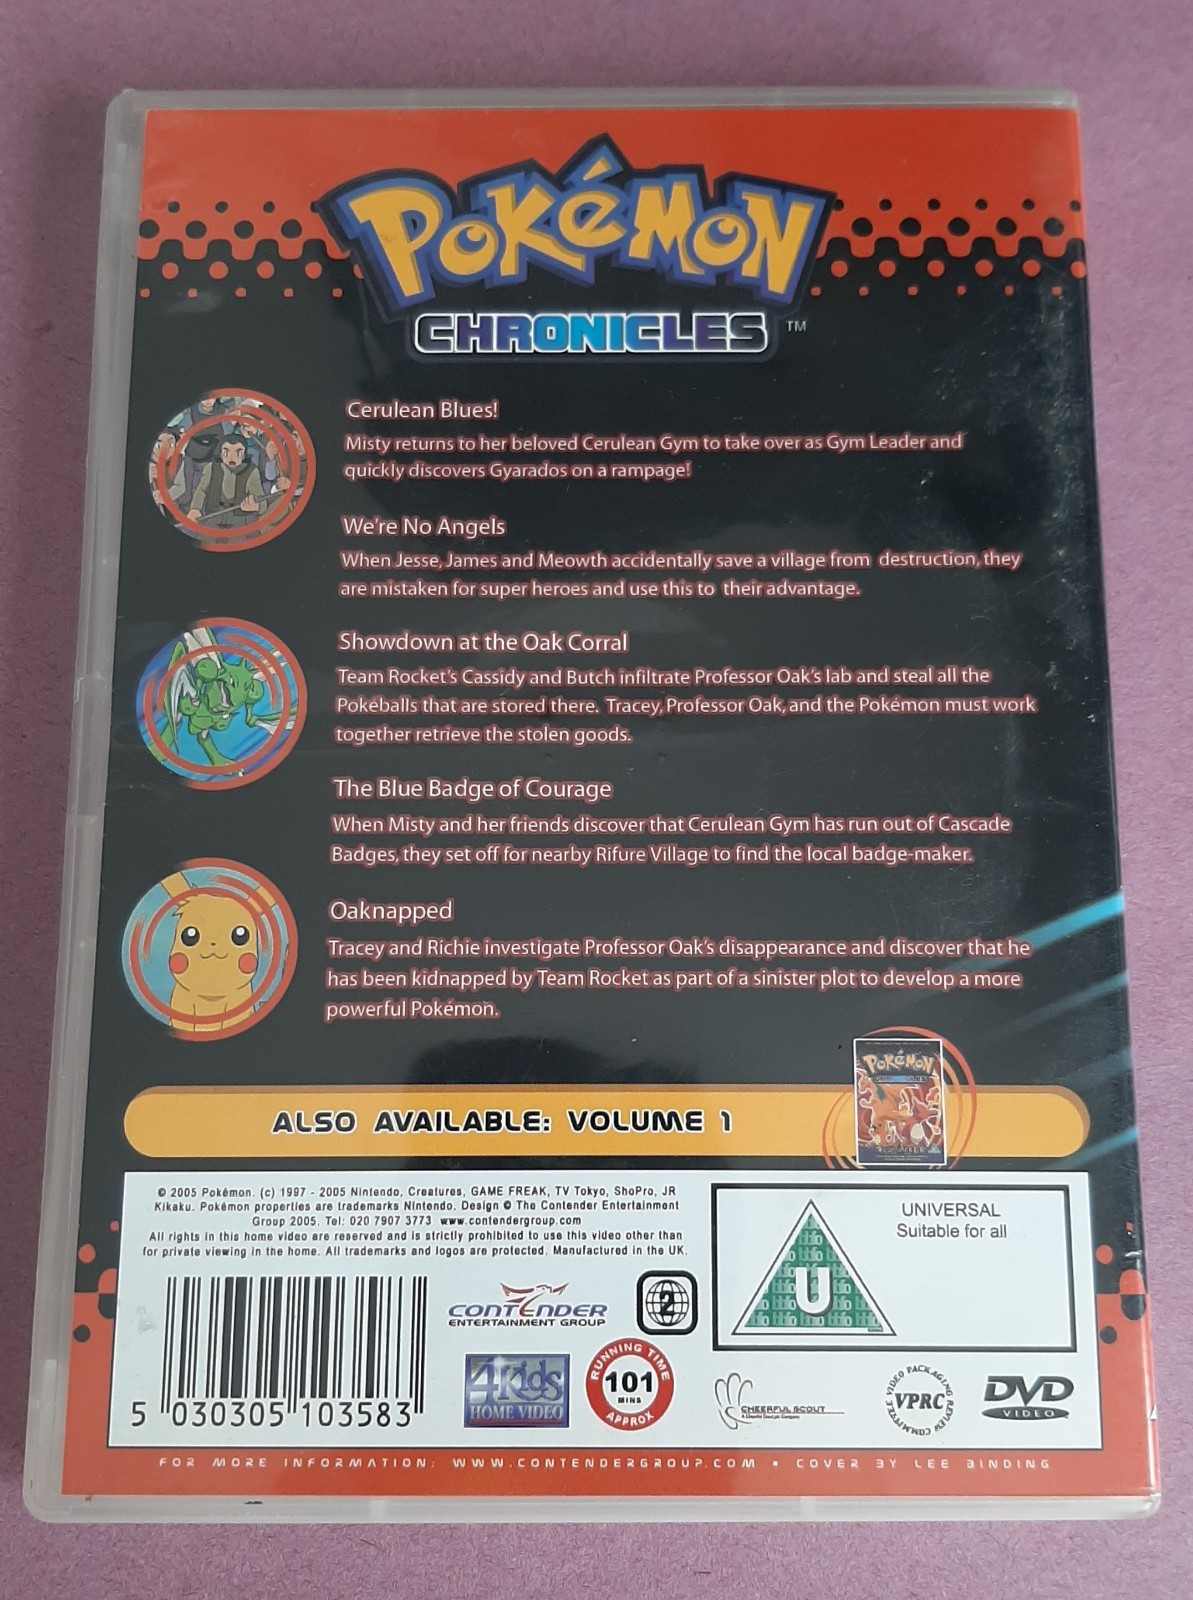 POKéMON
CHRONICLES ™
Cerulean Blues!
Misty returns to her beloved Cerulean Gym to take over as Gym Leader and
quickly discovers Gyarados on a rampage!
We're No Angels
When Jesse, James and Meowth accidentally save a village from destruction, they
are mistaken for super heroes and use this to their advantage.
Showdown at the Oak Corral
Team Rocket's Cassidy and Butch infiltrate Professor Oak's lab and steal all the
Pokéballs that are stored there. Tracey, Professor Oak, and the Pokémon must work
together retrieve the stolen goods.
The Blue Badge of Courage
When Misty and her friends discover that Cerulean Gym has run out of Cascade
Badges, they set off for nearby Rifure Village to find the local badge-maker.
Oaknapped
Tracey and Richie investigate Professor Oak's disappearance and discover that he
has been kidnapped by Team Rocket as part of a sinister plot to develop a more
powerful Pokémon.
ALSO AVAILABLE: VOLUME 1
POKéMON
© 2005 Pokémon. (c) 1997 - 2005 Nintendo, Creatures, GAME FREAK, TV Tokyo, ShoPro, JR
Kikaku. Pokémon properties are trademarks Nintendo. Design © The Contender Entertainment
Group 2005. Tel: 020 7907 3773 www.contendergroup.com
All rights in this home video are reserved and is strictly prohibited to use this video other than
for private viewing in the home. All trademarks and logos are protected. Manufactured in the UK.
5 030305 103583
CONTENDER
ENTERTAINMENT GROUP
2
4Kids
HOME VIDEO
RUNNING TIME
101
MINS
APPROX
U
UNIVERSAL
Suitable for all
CHEERFUL SCOUT
A Cheerful Scout plc Company
VIDEO PACKAGING REVIEW COMMITTEE
VPRC
DVD
VIDEO
FOR MORE INFORMATION: WWW.CONTENDERGROUP.COM • COVER BY LEE BINDING